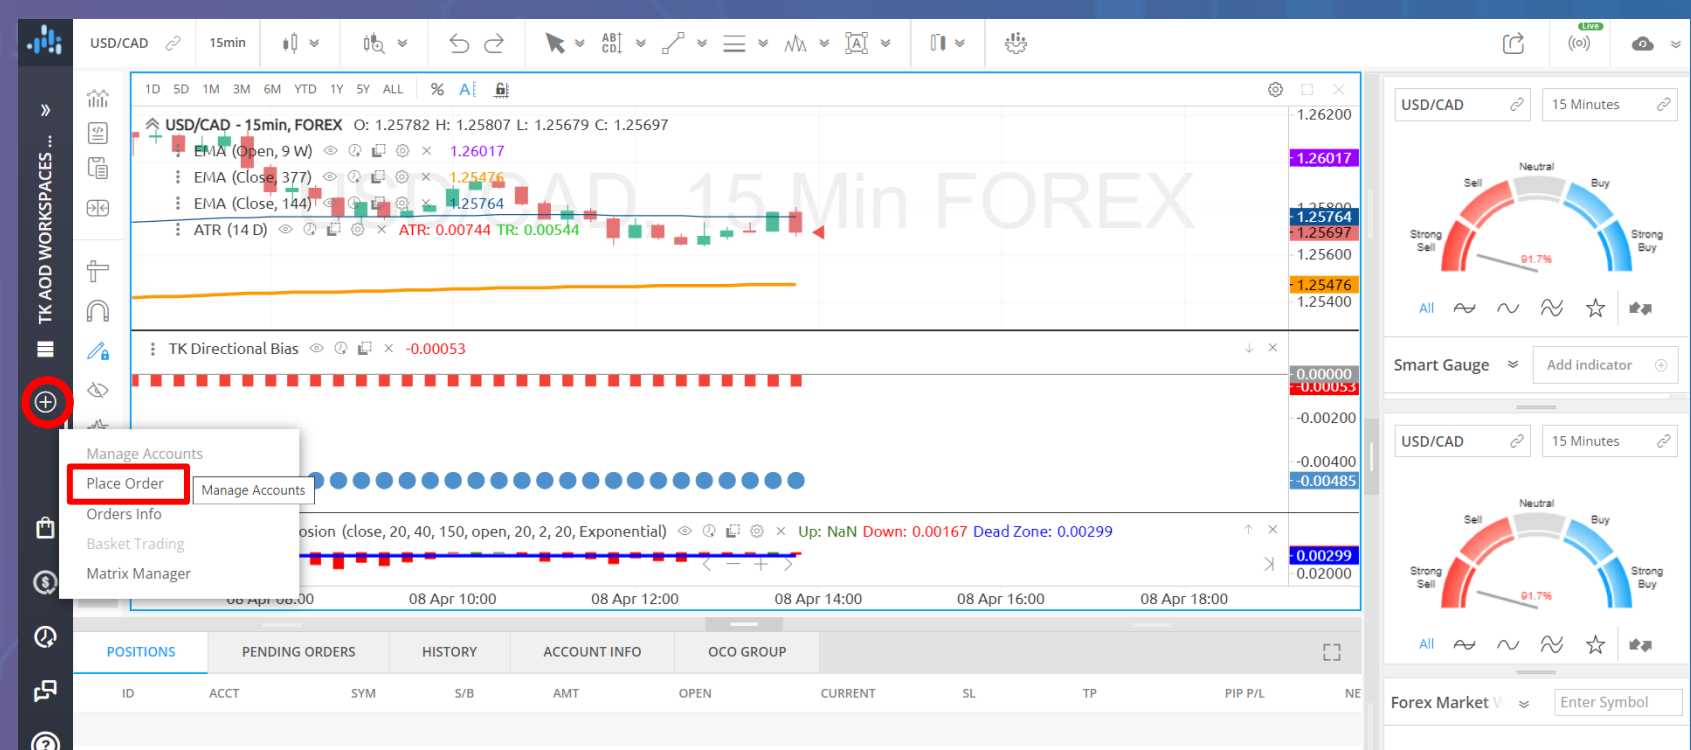 USD/CAD 15min AB CD Live
1D 5D 1M 3M 6M YTD 1Y 5Y ALL % A
USD/CAD - 15min, FOREX O: 1.25782 H: 1.25807 L: 1.25679 C: 1.25697
EMA (Open, 9 W) 1.26017
EMA (Close, 377) 1.25476
EMA (Close, 144) 1.25764
ATR (14 D) ATR: 0.00744 TR: 0.00544
USD/CAD, 15 Min FOREX
1.26200
1.26017
1.25800
1.25764
1.25697
1.25600
1.25476
1.25400
TK AOD WORKSPACES ...
TK Directional Bias -0.00053
0.00000
-0.00053
-0.00200
-0.00400
-0.00485
Manage Accounts
Place Order
Manage Accounts
Orders Info
Basket Trading
Matrix Manager
osion (close, 20, 40, 150, open, 20, 2, 20, Exponential) Up: NaN Down: 0.00167 Dead Zone: 0.00299
0.00299
0.02000
08 Apr 08:00 08 Apr 10:00 08 Apr 12:00 08 Apr 14:00 08 Apr 16:00 08 Apr 18:00
POSITIONS PENDING ORDERS HISTORY ACCOUNT INFO OCO GROUP
ID ACCT SYM S/B AMT OPEN CURRENT SL TP PIP P/L NE
USD/CAD 15 Minutes
Neutral
Sell Buy
Strong Sell
Strong Buy
91.7%
All
Smart Gauge Add indicator
USD/CAD 15 Minutes
Neutral
Sell Buy
Strong Sell
Strong Buy
91.7%
All
Forex Market W Enter Symbol